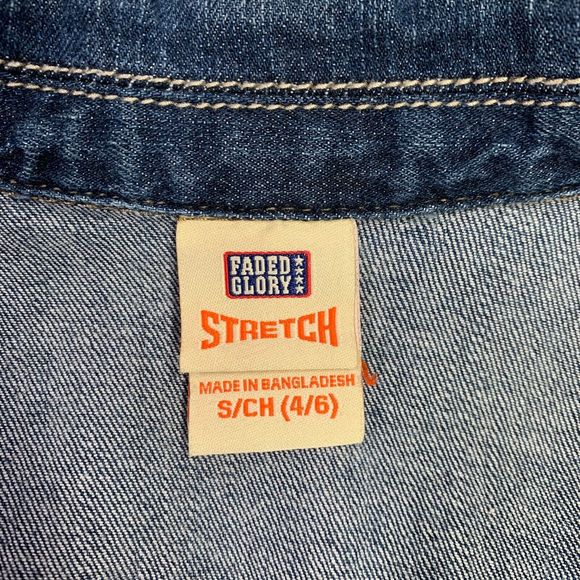 FADED
GLORY
STRETCH
MADE IN BANGLADESH
S/CH (4/6)